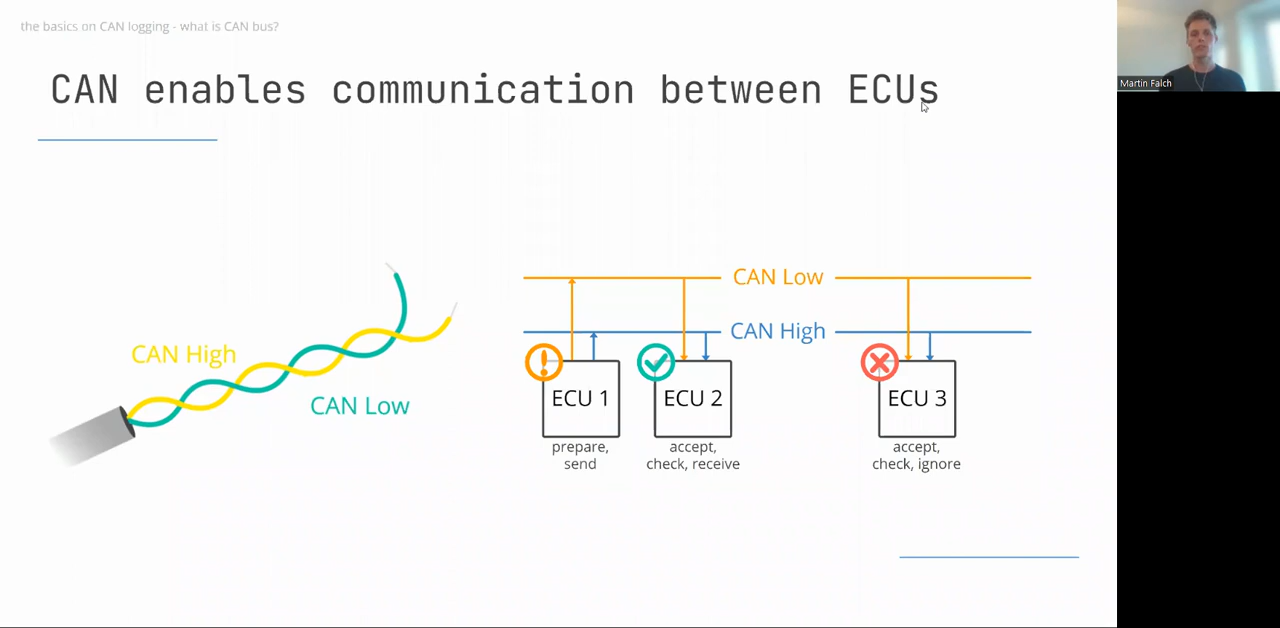 the basics on CAN logging - what is CAN bus?
CAN enables communication between ECUs
Martin Falch
CAN High
CAN Low
CAN Low
CAN High
ECU 1
ECU 2
ECU 3
prepare,
send
accept,
check, receive
accept,
check, ignore